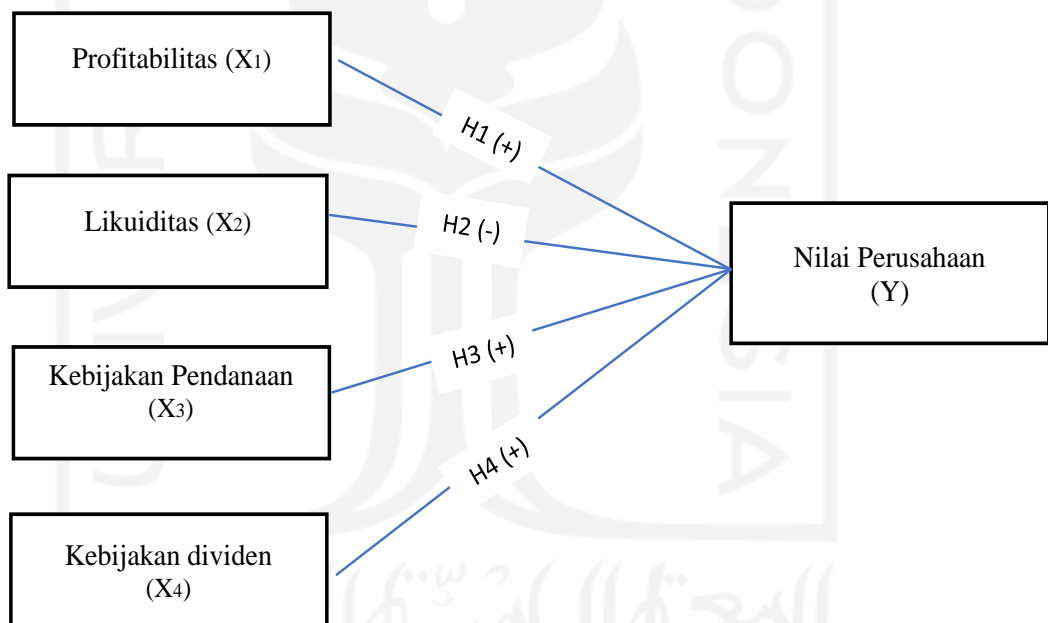 Profitabilitas (X1)
H1 (+)
Likuiditas (X2)
H2 (-)
Nilai Perusahaan
(Y)
Kebijakan Pendanaan
(X3)
H3 (+)
H4 (+)
Kebijakan dividen
(X4)